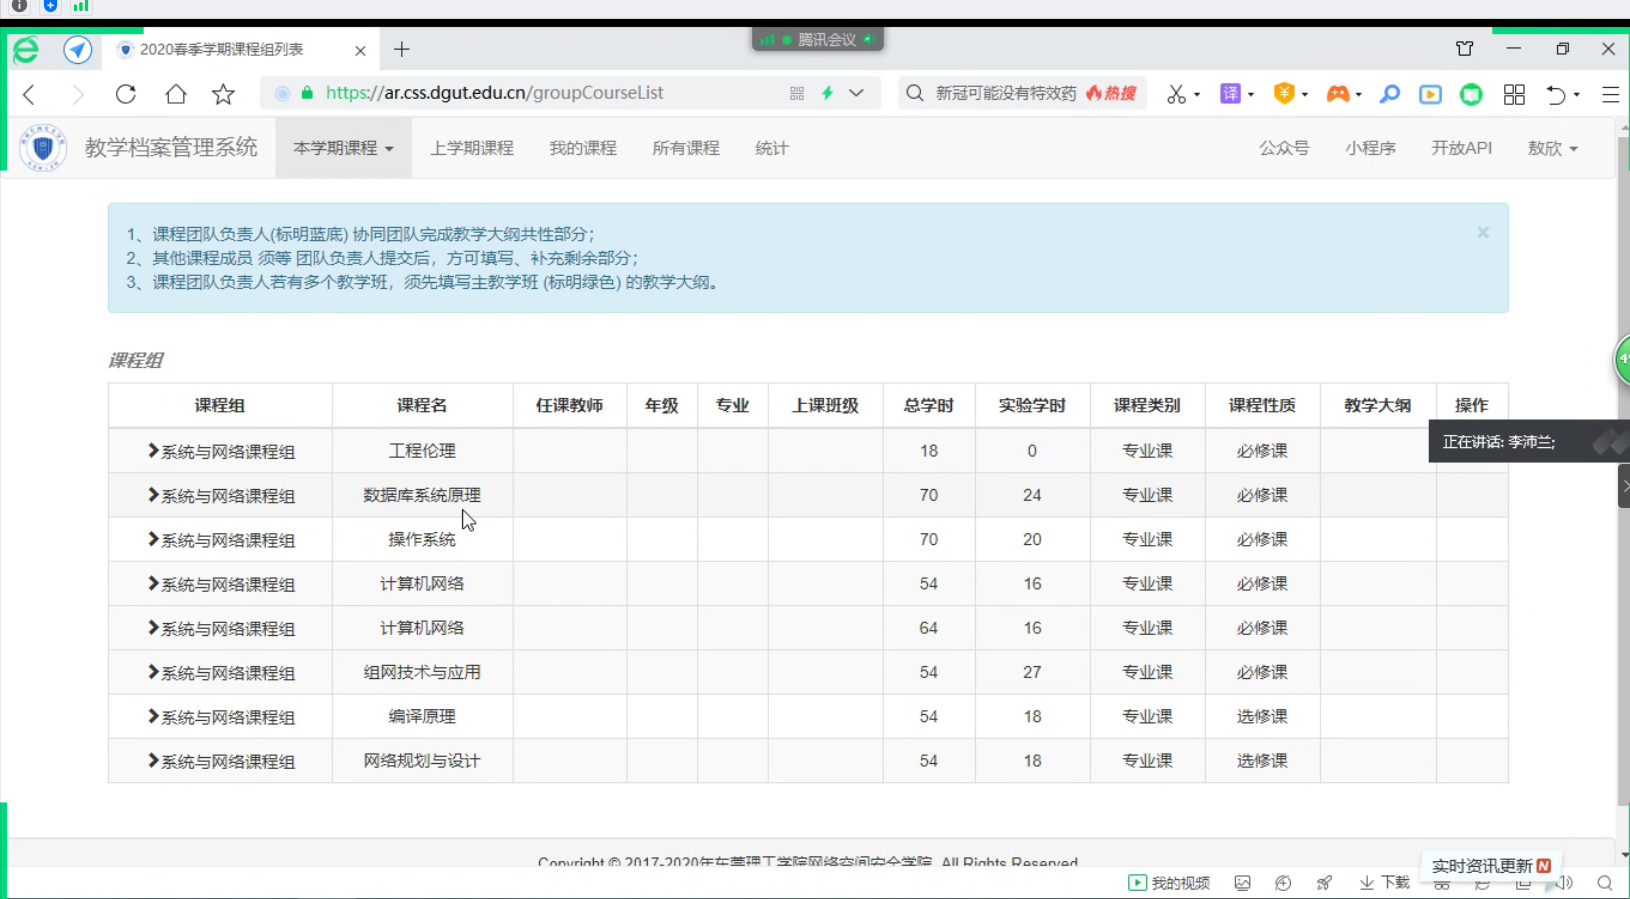 2020春季学期课程组列表
腾讯会议
https://ar.css.dgut.edu.cn/groupCourseList
新冠可能没有特效药 热搜
译
教学档案管理系统 本学期课程 上学期课程 我的课程 所有课程 统计 公众号 小程序 开放API 敖欣
1、课程团队负责人(标明蓝底) 协同团队完成教学大纲共性部分；
2、其他课程成员 须等 团队负责人提交后，方可填写、补充剩余部分；
3、课程团队负责人若有多个教学班，须先填写主教学班 (标明绿色) 的教学大纲。
课程组
课程组 课程名 任课教师 年级 专业 上课班级 总学时 实验学时 课程类别 课程性质 教学大纲 操作
系统与网络课程组 工程伦理 18 0 专业课 必修课
正在讲话: 李沛兰;
系统与网络课程组 数据库系统原理 70 24 专业课 必修课
系统与网络课程组 操作系统 70 20 专业课 必修课
系统与网络课程组 计算机网络 54 16 专业课 必修课
系统与网络课程组 计算机网络 64 16 专业课 必修课
系统与网络课程组 组网技术与应用 54 27 专业课 必修课
系统与网络课程组 编译原理 54 18 专业课 选修课
系统与网络课程组 网络规划与设计 54 18 专业课 选修课
Copyright © 2017-2020年东莞理工学院网络空间安全学院. All Rights Reserved
实时资讯更新 N
我的视频 下载